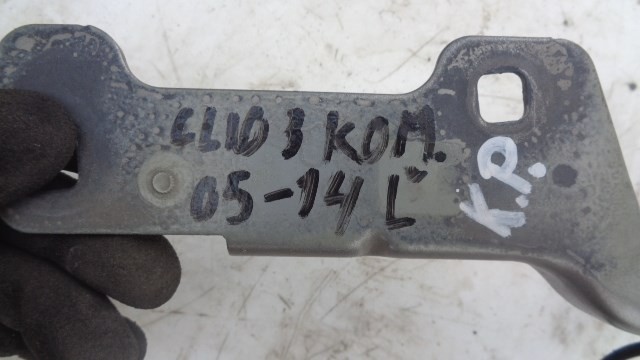 CLIO 3 KOM.
05-14 L"
K.P.